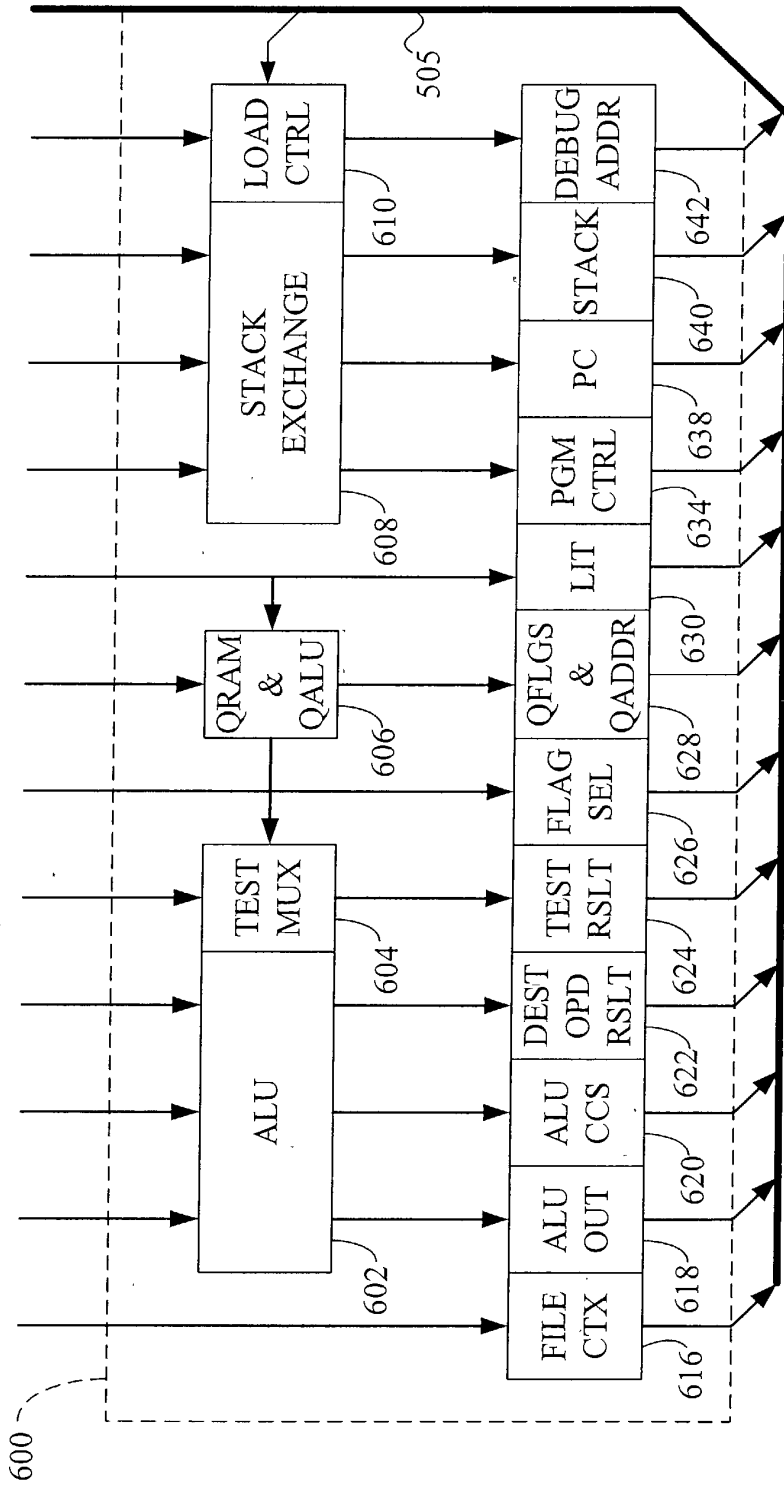 600
505
ALU
TEST
MUX
QRAM
&
QALU
STACK
EXCHANGE
LOAD
CTRL
602
604
606
608
610
FILE
CTX
ALU
OUT
ALU
CCS
DEST
OPD
RSLT
TEST
RSLT
FLAG
SEL
QFLGS
&
QADDR
LIT
PGM
CTRL
PC
STACK
DEBUG
ADDR
616
618
620
622
624
626
628
630
634
638
640
642